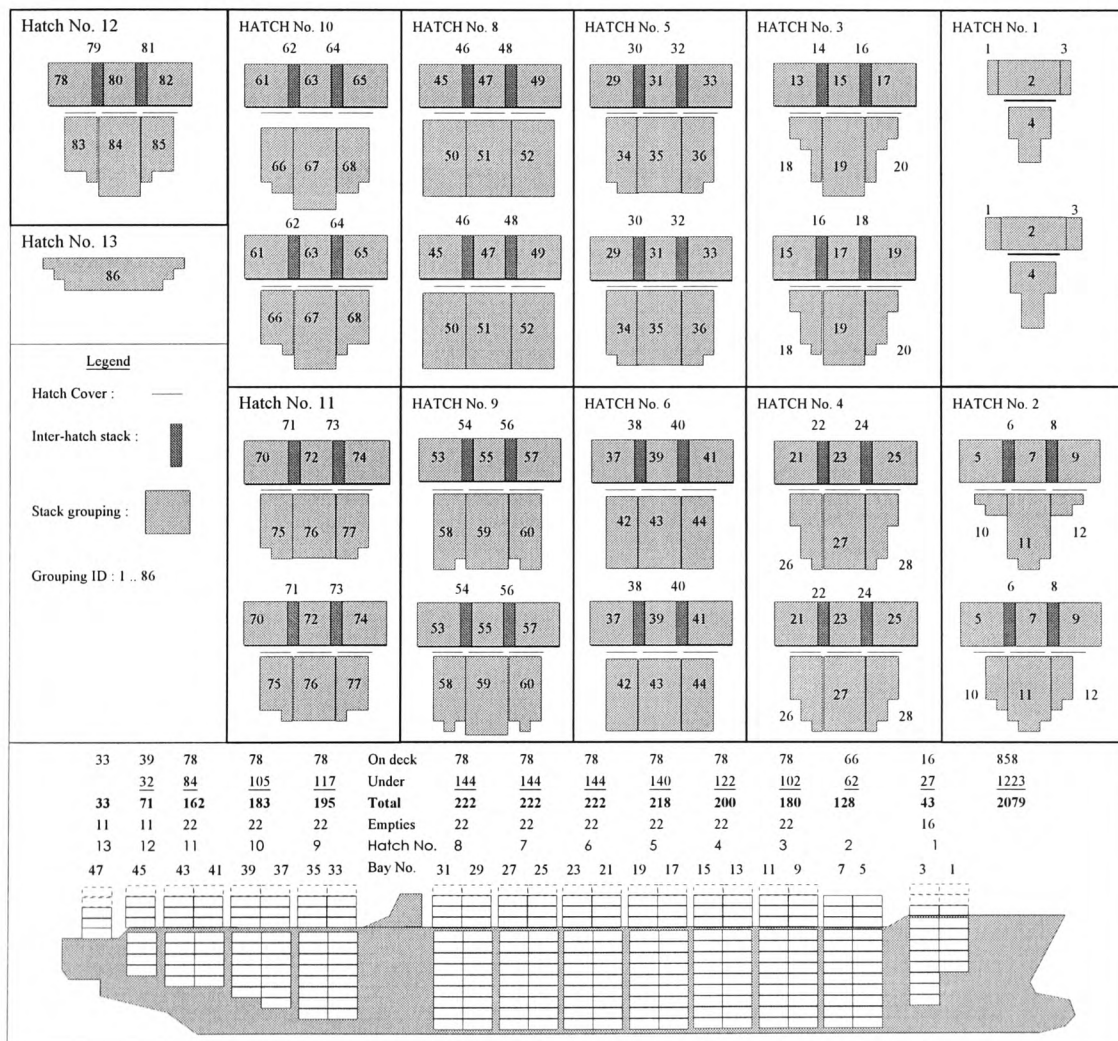 Hatch No. 12
79 81
78 80 82
83 84 85
Hatch No. 13
86
Legend
Hatch Cover :
Inter-hatch stack :
Stack grouping :
Grouping ID : 1 .. 86
HATCH No. 10
62 64
61 63 65
66 67 68
62 64
61 63 65
66 67 68
HATCH No. 8
46 48
45 47 49
50 51 52
46 48
45 47 49
50 51 52
HATCH No. 5
30 32
29 31 33
34 35 36
30 32
29 31 33
34 35 36
HATCH No. 3
14 16
13 15 17
18 19 20
16 18
15 17 19
18 19 20
HATCH No. 1
1 3
2
4
1 3
2
4
Hatch No. 11
71 73
70 72 74
75 76 77
71 73
70 72 74
75 76 77
HATCH No. 9
54 56
53 55 57
58 59 60
54 56
53 55 57
58 59 60
HATCH No. 6
38 40
37 39 41
42 43 44
38 40
37 39 41
42 43 44
HATCH No. 4
22 24
21 23 25
26 27 28
22 24
21 23 25
26 27 28
HATCH No. 2
6 8
5 7 9
10 11 12
6 8
5 7 9
10 11 12
33 39 78 78 78 On deck 78 78 78 78 78 78 66 16 858
32 84 105 117 Under 144 144 144 140 122 102 62 27 1223
33 71 162 183 195 Total 222 222 222 218 200 180 128 43 2079
11 11 22 22 22 Empties 22 22 22 22 22 22 16
13 12 11 10 9 Hatch No. 8 7 6 5 4 3 2 1
47 45 43 41 39 37 35 33 Bay No. 31 29 27 25 23 21 19 17 15 13 11 9 7 5 3 1